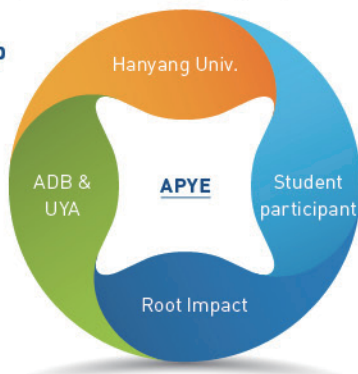 Hanyang Univ.
ADB &
UYA
APYE
Student
participant
Root Impact